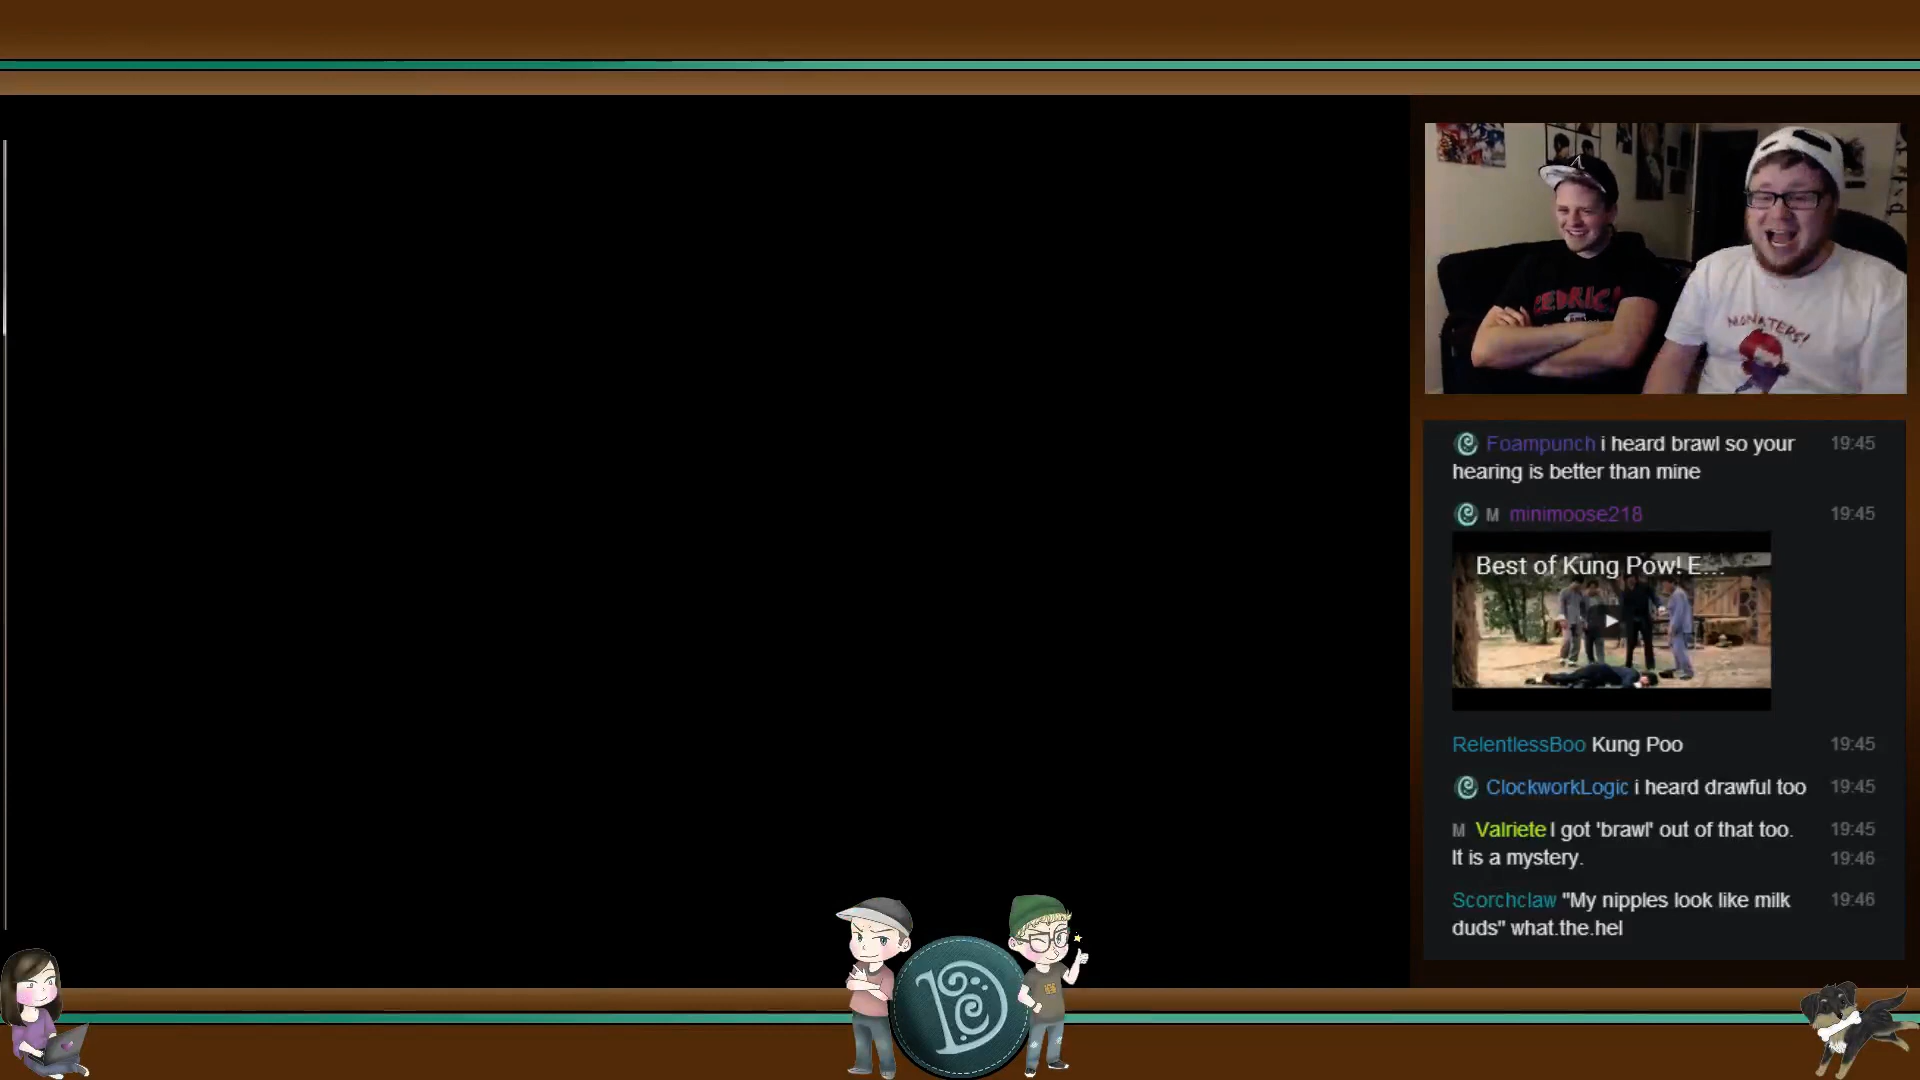 CEDRIC
MONSTERS!
Foampunch i heard brawl so your 19:45
hearing is better than mine
M minimoose218 19:45
Best of Kung Pow! E...
RelentlessBoo Kung Poo 19:45
ClockworkLogic i heard drawful too 19:45
M Valriete I got 'brawl' out of that too. 19:45
It is a mystery. 19:46
Scorchclaw "My nipples look like milk 19:46
duds" what.the.hel
D